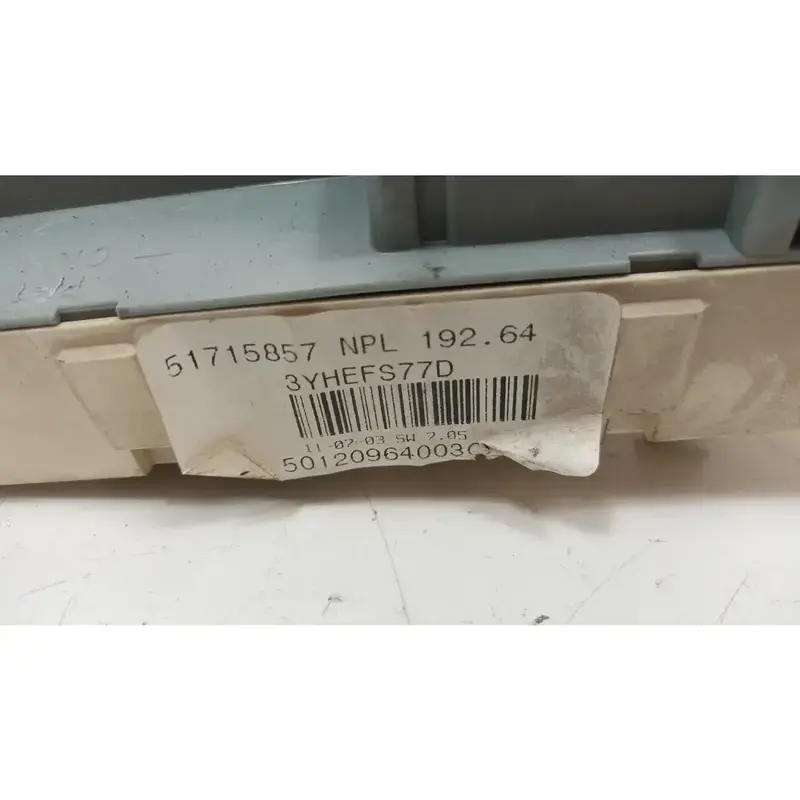 51715857 NPL 192.64
3YHEFS77D
11-07-03 SW 7.05
501209640030